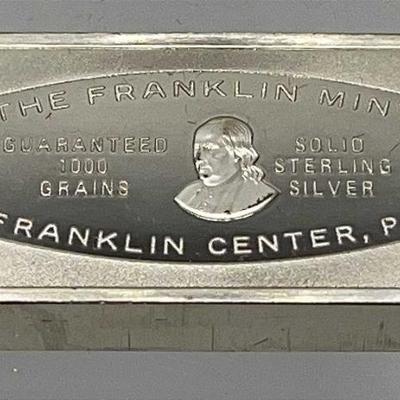 THE FRANKLIN MIN
GUARANTEED
1000
GRAINS
SOLID
STERLING
SILVER
FRANKLIN CENTER, P